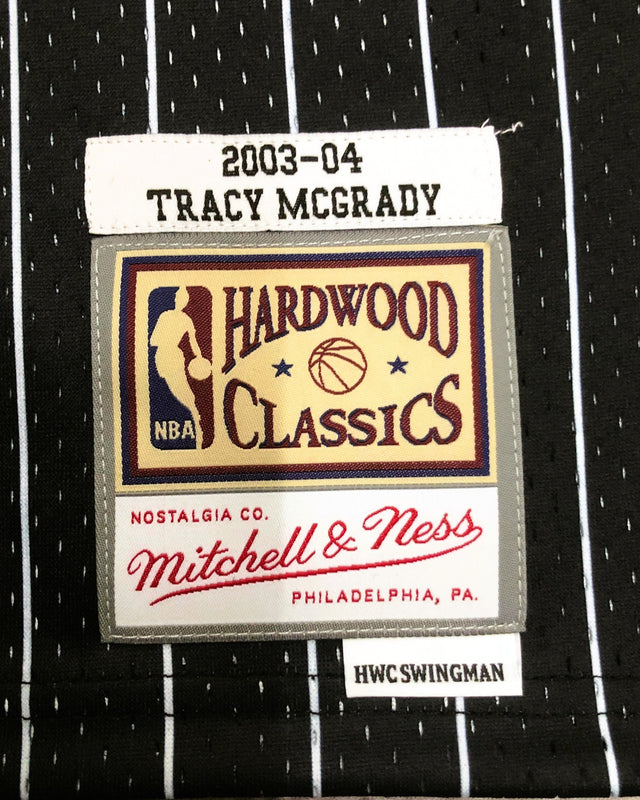 2003-04
TRACY MCGRADY
HARDWOOD
NBA
CLASSICS
NOSTALGIA CO.
Mitchell & Ness
PHILADELPHIA, PA.
HWC SWINGMAN